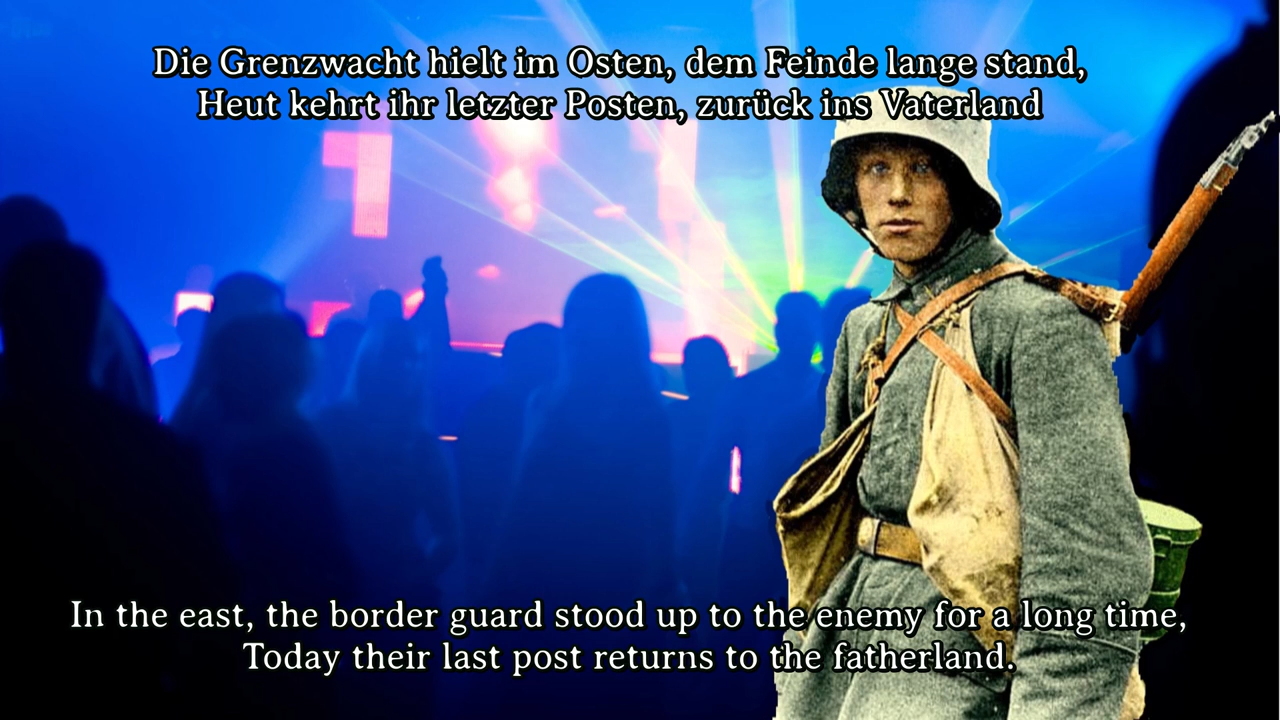 Die Grenzwacht hielt im Osten, dem Feinde lange stand,
Heut kehrt ihr letzter Posten, zurück ins Vaterland
In the east, the border guard stood up to the enemy for a long time,
Today their last post returns to the fatherland.